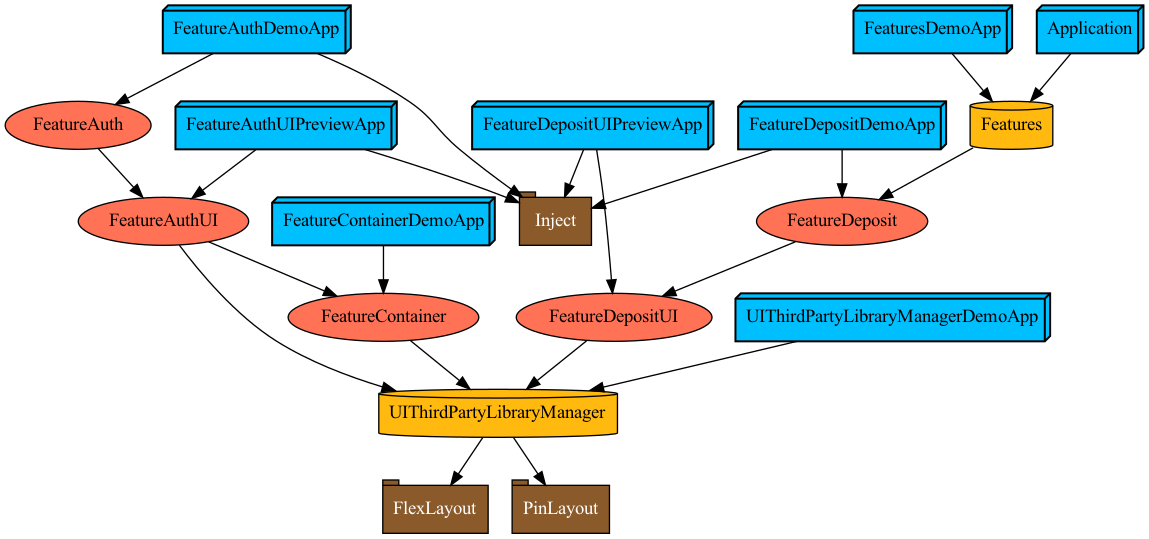 FeatureAuthDemoApp
FeaturesDemoApp
Application
FeatureAuth
FeatureAuthUIPreviewApp
FeatureDepositUIPreviewApp
FeatureDepositDemoApp
Features
FeatureAuthUI
FeatureContainerDemoApp
Inject
FeatureDeposit
FeatureContainer
FeatureDepositUI
UIThirdPartyLibraryManagerDemoApp
UIThirdPartyLibraryManager
FlexLayout
PinLayout